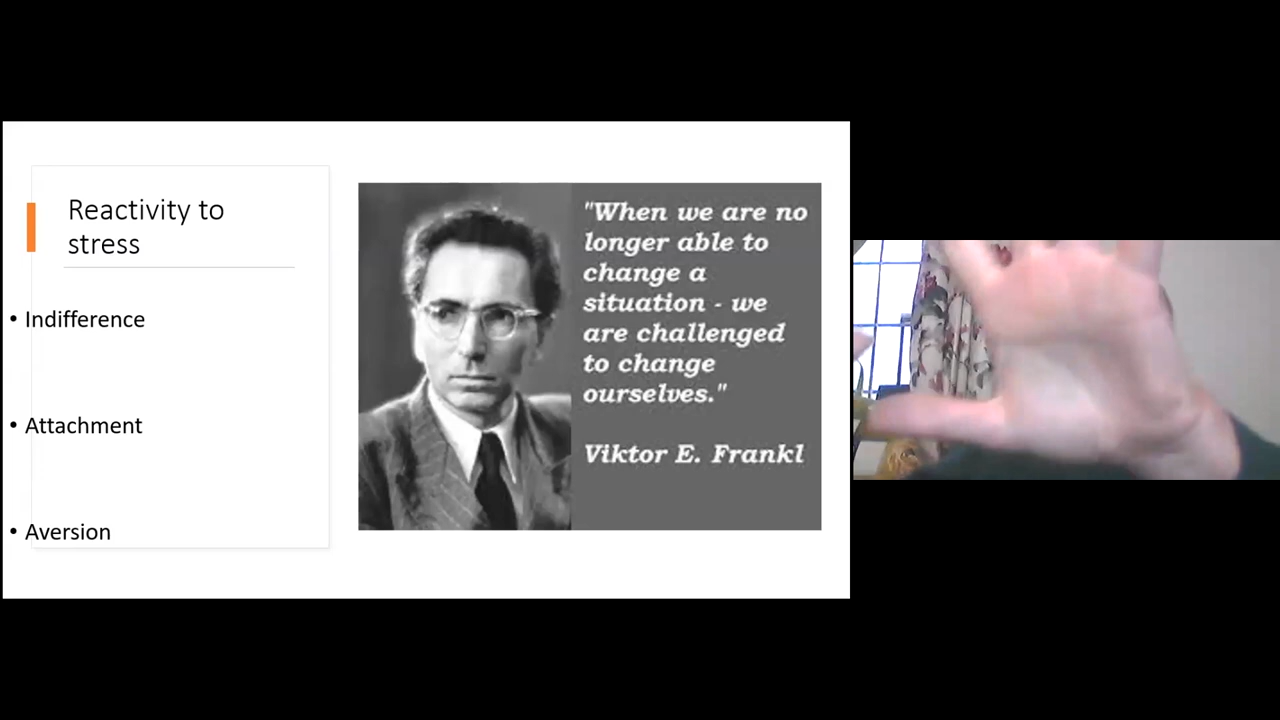 Reactivity to
stress
• Indifference
• Attachment
• Aversion
"When we are no
longer able to
change a
situation - we
are challenged
to change
ourselves."
Viktor E. Frankl